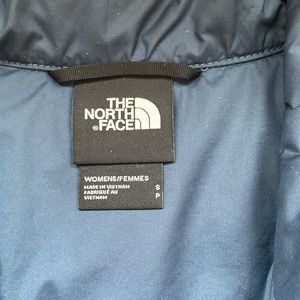 THE
NORTH
FACE
WOMENS/FEMMES
MADE IN VIETNAM S
FABRIQUÉ AU P
VIETNAM